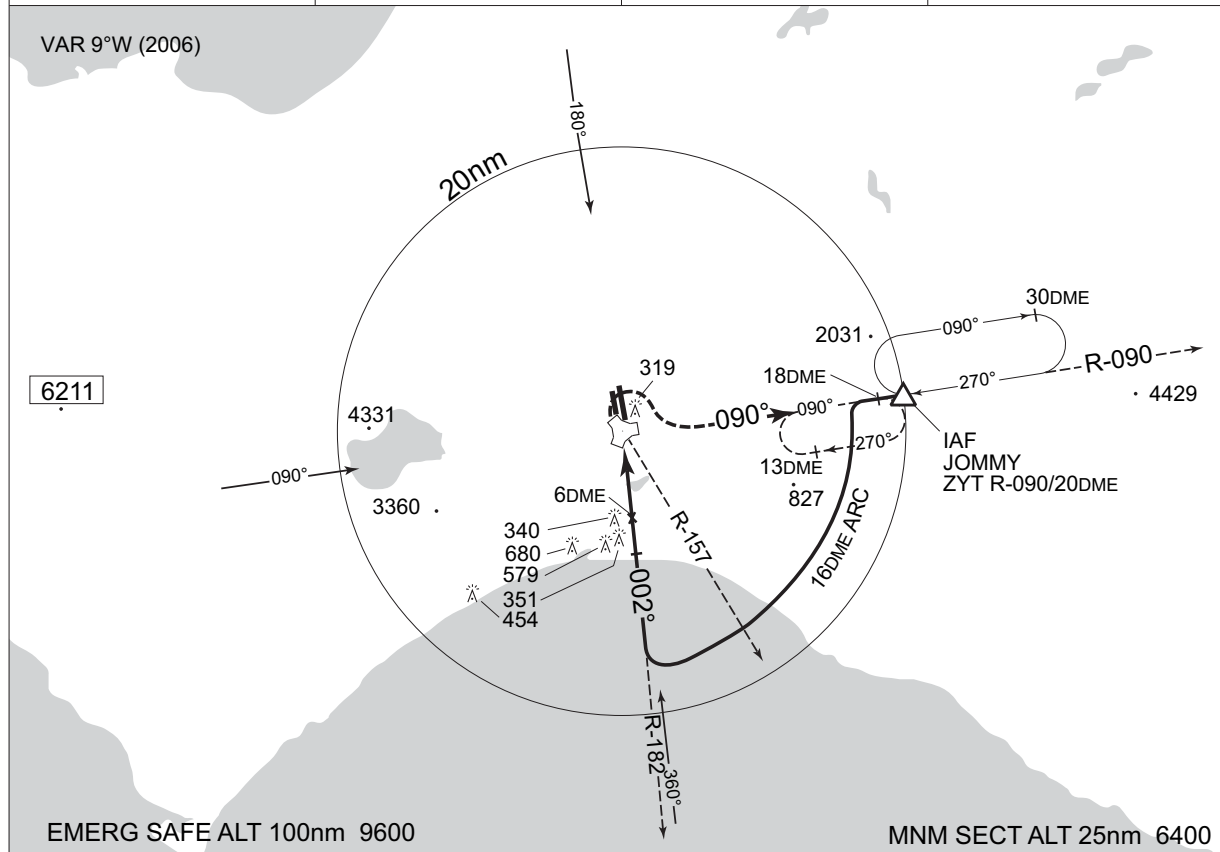 VAR 9°W (2006)
180°
20nm
30DME
2031
090°
R-090
18DME
270°
4429
319
6211
4331
090°
090°
270°
IAF
JOMMY
ZYT R-090/20DME
090°
13DME
827
3360
6DME
R-157
340
680
579
351
454
002°
16DME ARC
R-182
360°
EMERG SAFE ALT 100nm 9600
MNM SECT ALT 25nm 6400